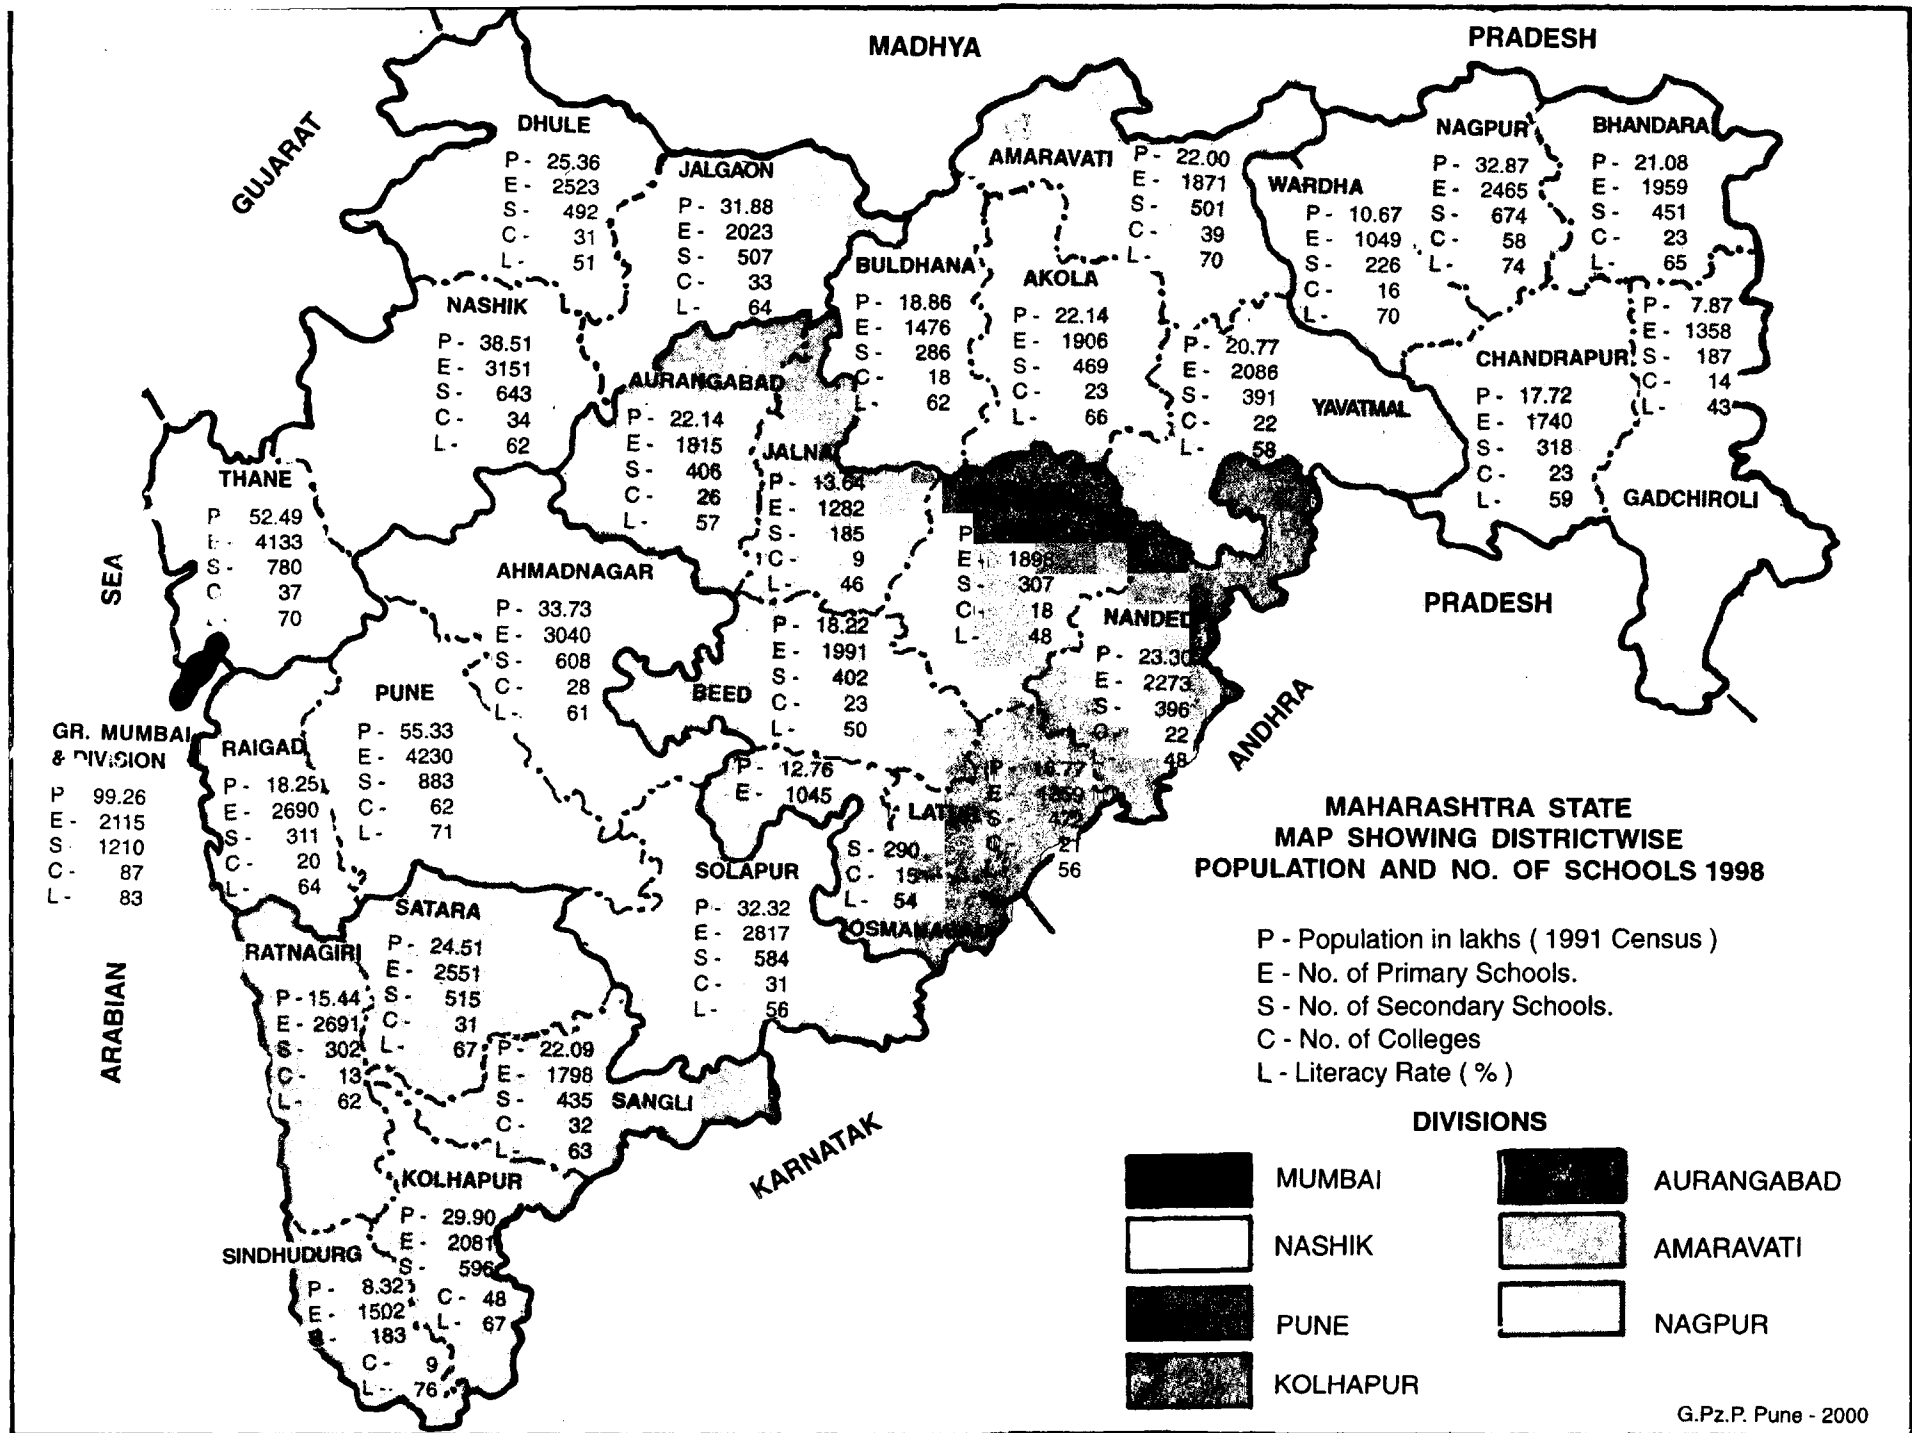 MADHYA
PRADESH
GUJARAT
DHULE
P - 25.36
E - 2523
S - 492
C - 31
L - 51
JALGAON
P - 31.88
E - 2023
S - 507
C - 33
L - 64
AMARAVATI
P - 22.00
E - 1871
S - 501
C - 39
L - 70
WARDHA
P - 10.67
E - 1049
S - 226
C - 16
L - 70
NAGPUR
P - 32.87
E - 2465
S - 674
C - 58
L - 74
BHANDARA
P - 21.08
E - 1959
S - 451
C - 23
L - 65
NASHIK
P - 38.51
E - 3151
S - 643
C - 34
L - 62
BULDHANA
P - 18.86
E - 1476
S - 286
C - 18
L - 62
AKOLA
P - 22.14
E - 1906
S - 469
C - 23
L - 66
P - 20.77
E - 2086
S - 391
C - 22
L - 58
YAVATMAL
CHANDRAPUR
P - 17.72
E - 1740
S - 318
C - 23
L - 59
P - 7.87
E - 1358
S - 187
C - 14
L - 43
GADCHIROLI
AURANGABAD
P - 22.14
E - 1815
S - 406
C - 26
L - 57
JALNA
P - 13.64
E - 1282
S - 185
C - 9
L - 46
THANE
P 52.49
E - 4133
S - 780
C 37
70
SEA
AHMADNAGAR
P - 33.73
E - 3040
S - 608
C - 28
L - 61
P
E -
S - 307
C - 18
L - 48
NANDED
P - 23.30
E - 2273
S - 396
22
48
PRADESH
ANDHRA
BEED
P - 18.22
E - 1991
S - 402
C - 23
L - 50
PUNE
P - 55.33
E - 4230
S - 883
C - 62
L - 71
GR. MUMBAI
& DIVISION
P 99.26
E - 2115
S - 1210
C - 87
L - 83
RAIGAD
P - 18.25
E - 2690
S - 311
C - 20
L - 64
P - 12.76
E - 1045
S - 290
C - 15
L - 54
OSMANABAD
21
56
SOLAPUR
P - 32.32
E - 2817
S - 584
C - 31
L - 56
SATARA
P - 24.51
E - 2551
S - 515
C - 31
L - 67
RATNAGIRI
P - 15.44
E - 2691
S - 302
C - 13
L - 62
ARABIAN
P - 22.09
E - 1798
S - 435
C - 32
L - 63
SANGLI
KARNATAK
KOLHAPUR
P - 29.90
E - 2081
S - 596
C - 48
L - 67
SINDHUDURG
P - 8.32
E - 1502
S - 183
C - 9
L - 76
MAHARASHTRA STATE
MAP SHOWING DISTRICTWISE
POPULATION AND NO. OF SCHOOLS 1998
P - Population in lakhs ( 1991 Census )
E - No. of Primary Schools.
S - No. of Secondary Schools.
C - No. of Colleges
L - Literacy Rate ( % )
DIVISIONS
MUMBAI
NASHIK
PUNE
KOLHAPUR
AURANGABAD
AMARAVATI
NAGPUR
G.Pz.P. Pune - 2000